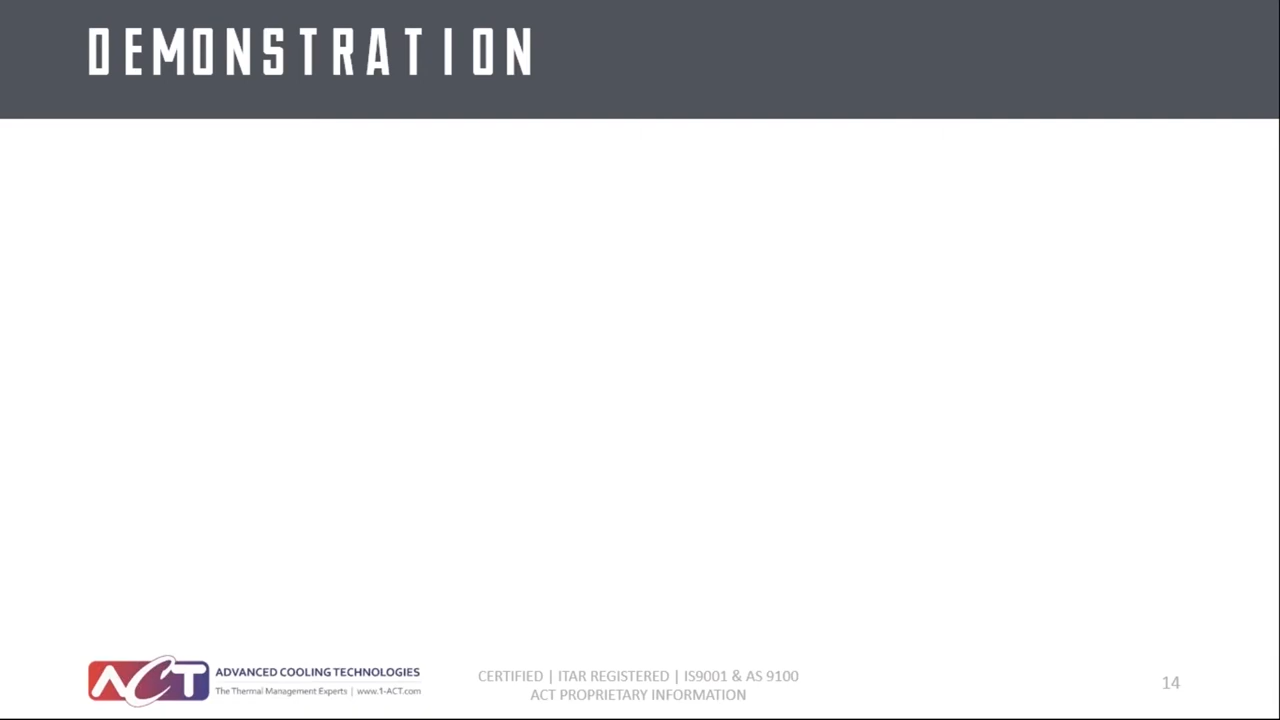 DEMONSTRATION
ACT
ADVANCED COOLING TECHNOLOGIES
The Thermal Management Experts | www.1-ACT.com
CERTIFIED | ITAR REGISTERED | IS9001 & AS 9100
ACT PROPRIETARY INFORMATION
14